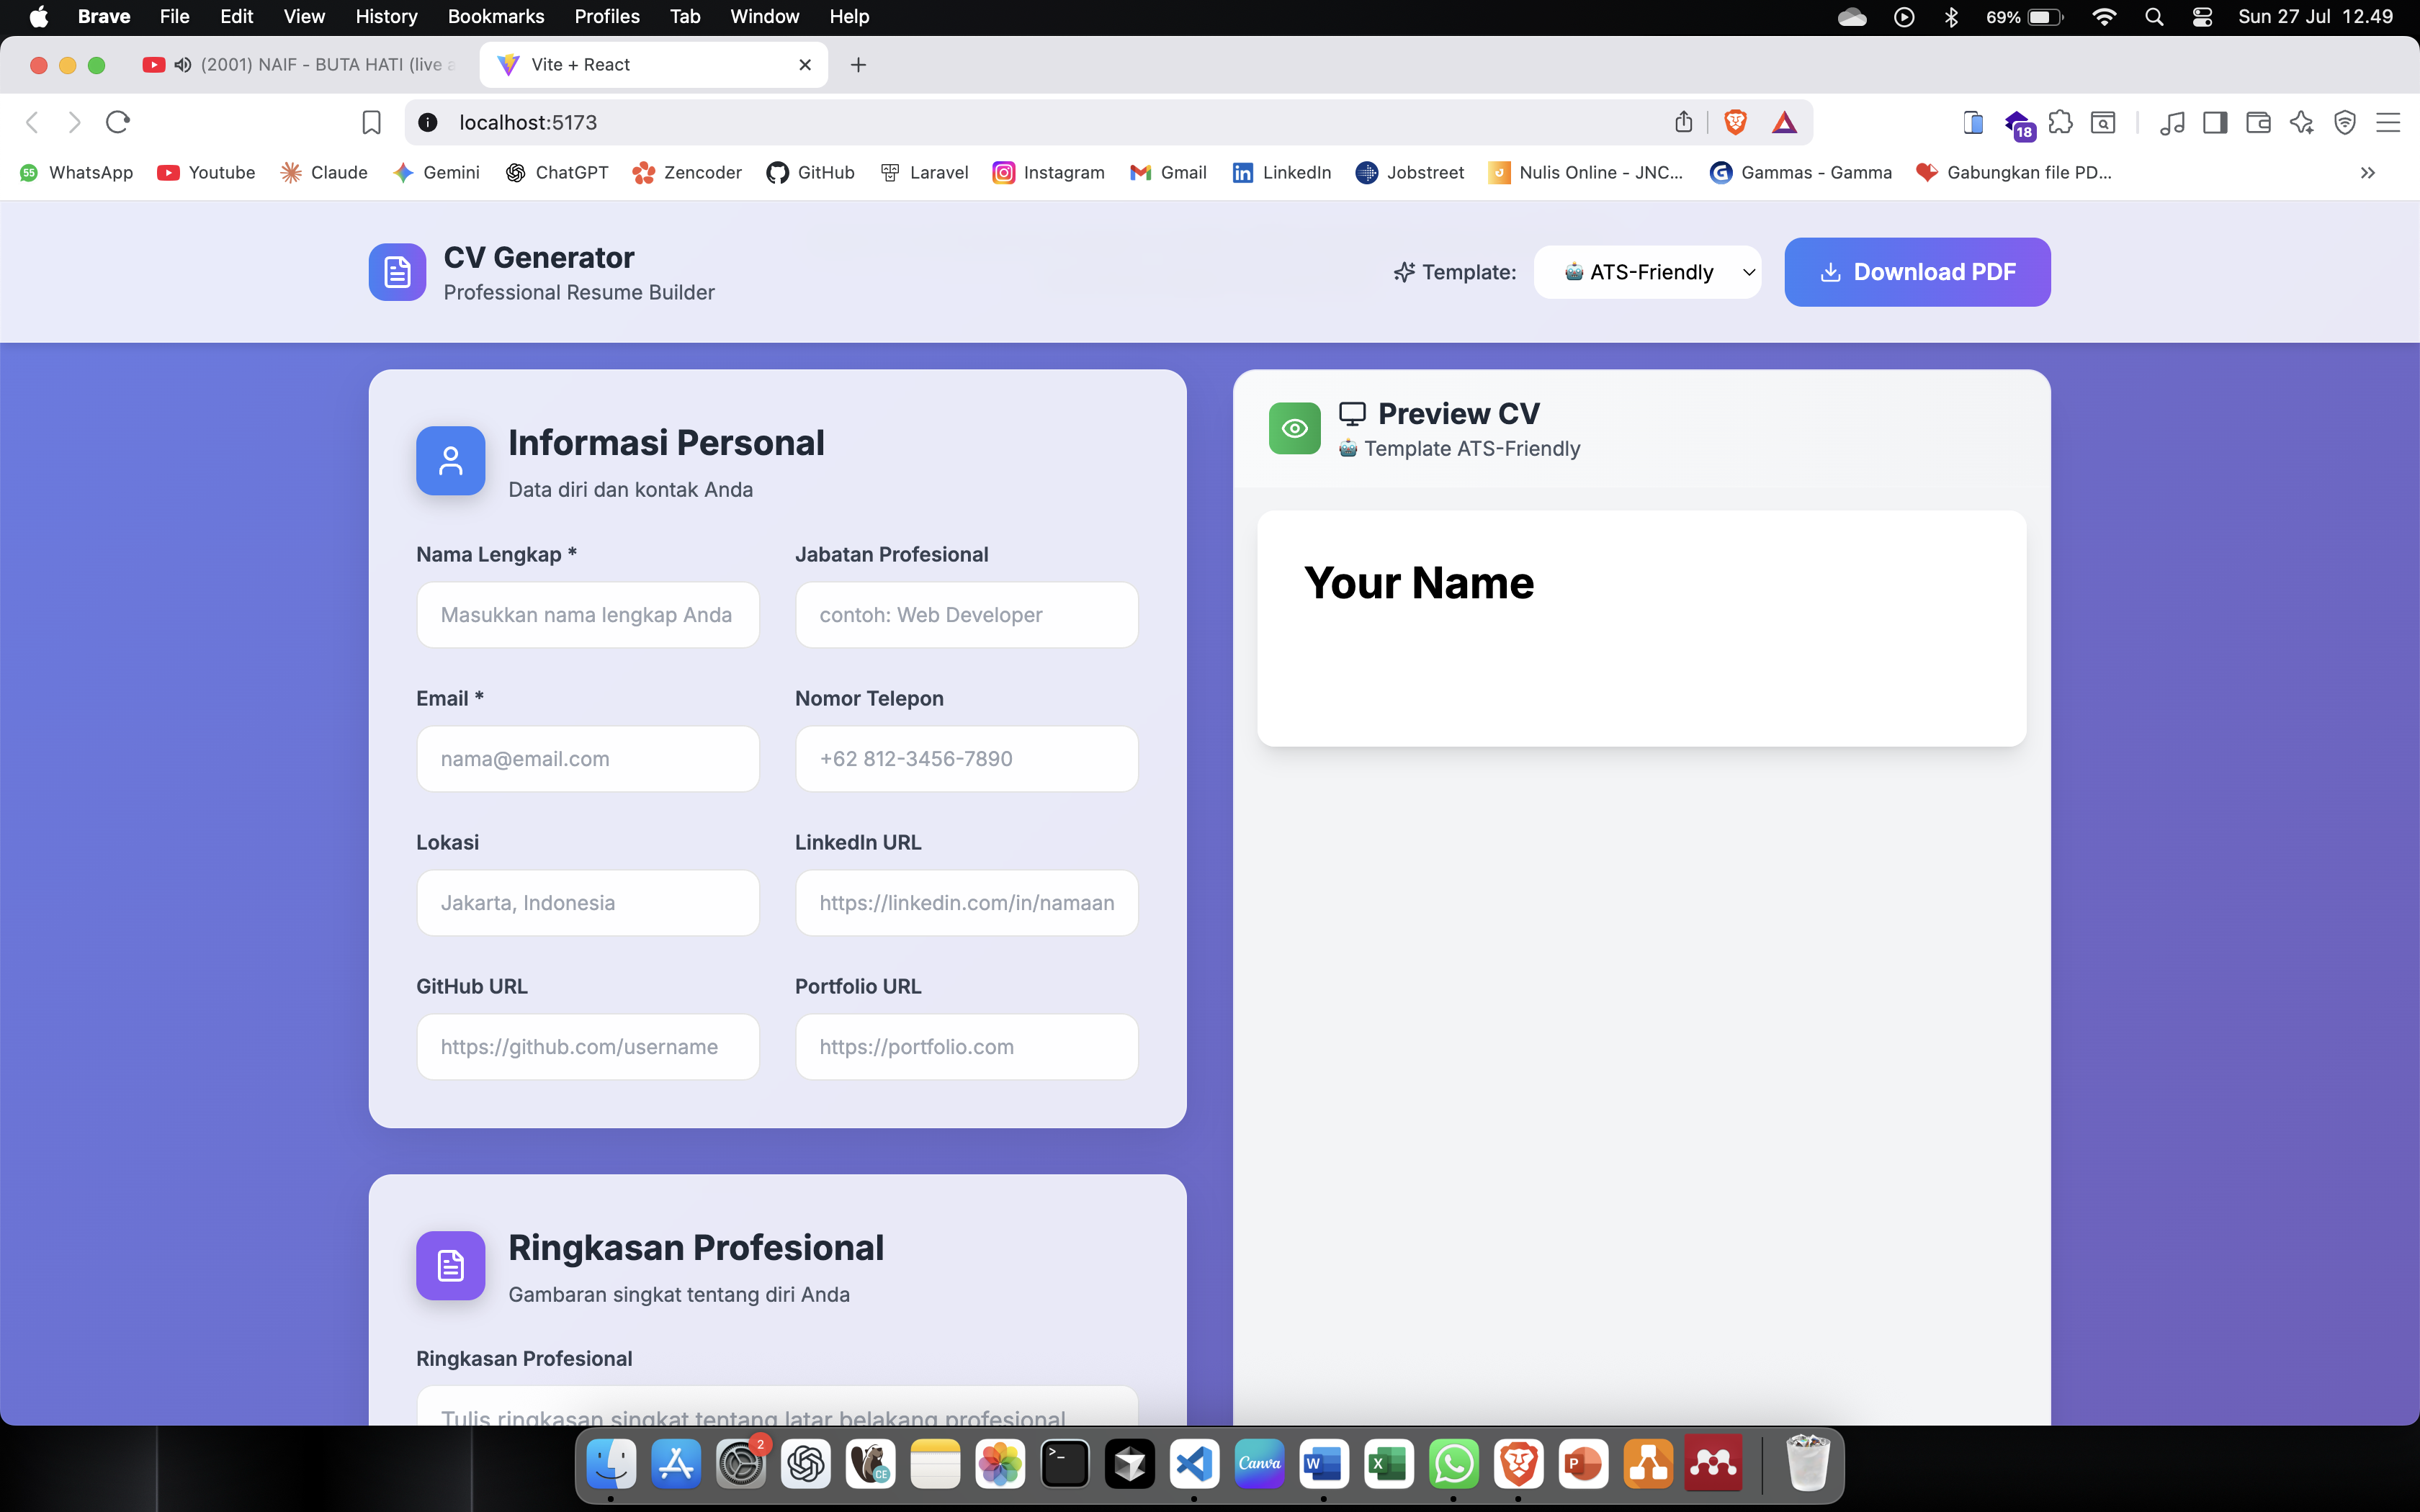 Brave File Edit View History Bookmarks Profiles Tab Window Help 69% Sun 27 Jul 12.49
(2001) NAIF - BUTA HATI (live a
Vite + React
localhost:5173
18
55 WhatsApp Youtube Claude Gemini ChatGPT Zencoder GitHub Laravel Instagram Gmail LinkedIn Jobstreet Nulis Online - JNC... Gammas - Gamma Gabungkan file PD...
CV Generator
Professional Resume Builder
Template: ATS-Friendly Download PDF
Informasi Personal
Data diri dan kontak Anda
Nama Lengkap * Jabatan Profesional
Masukkan nama lengkap Anda contoh: Web Developer
Email * Nomor Telepon
nama@email.com +62 812-3456-7890
Lokasi LinkedIn URL
Jakarta, Indonesia https://linkedin.com/in/namaan
GitHub URL Portfolio URL
https://github.com/username https://portfolio.com
Ringkasan Profesional
Gambaran singkat tentang diri Anda
Ringkasan Profesional
Tulis ringkasan singkat tentang latar belakang profesional
Preview CV
Template ATS-Friendly
Your Name
2
CE
Canva
W
X
P